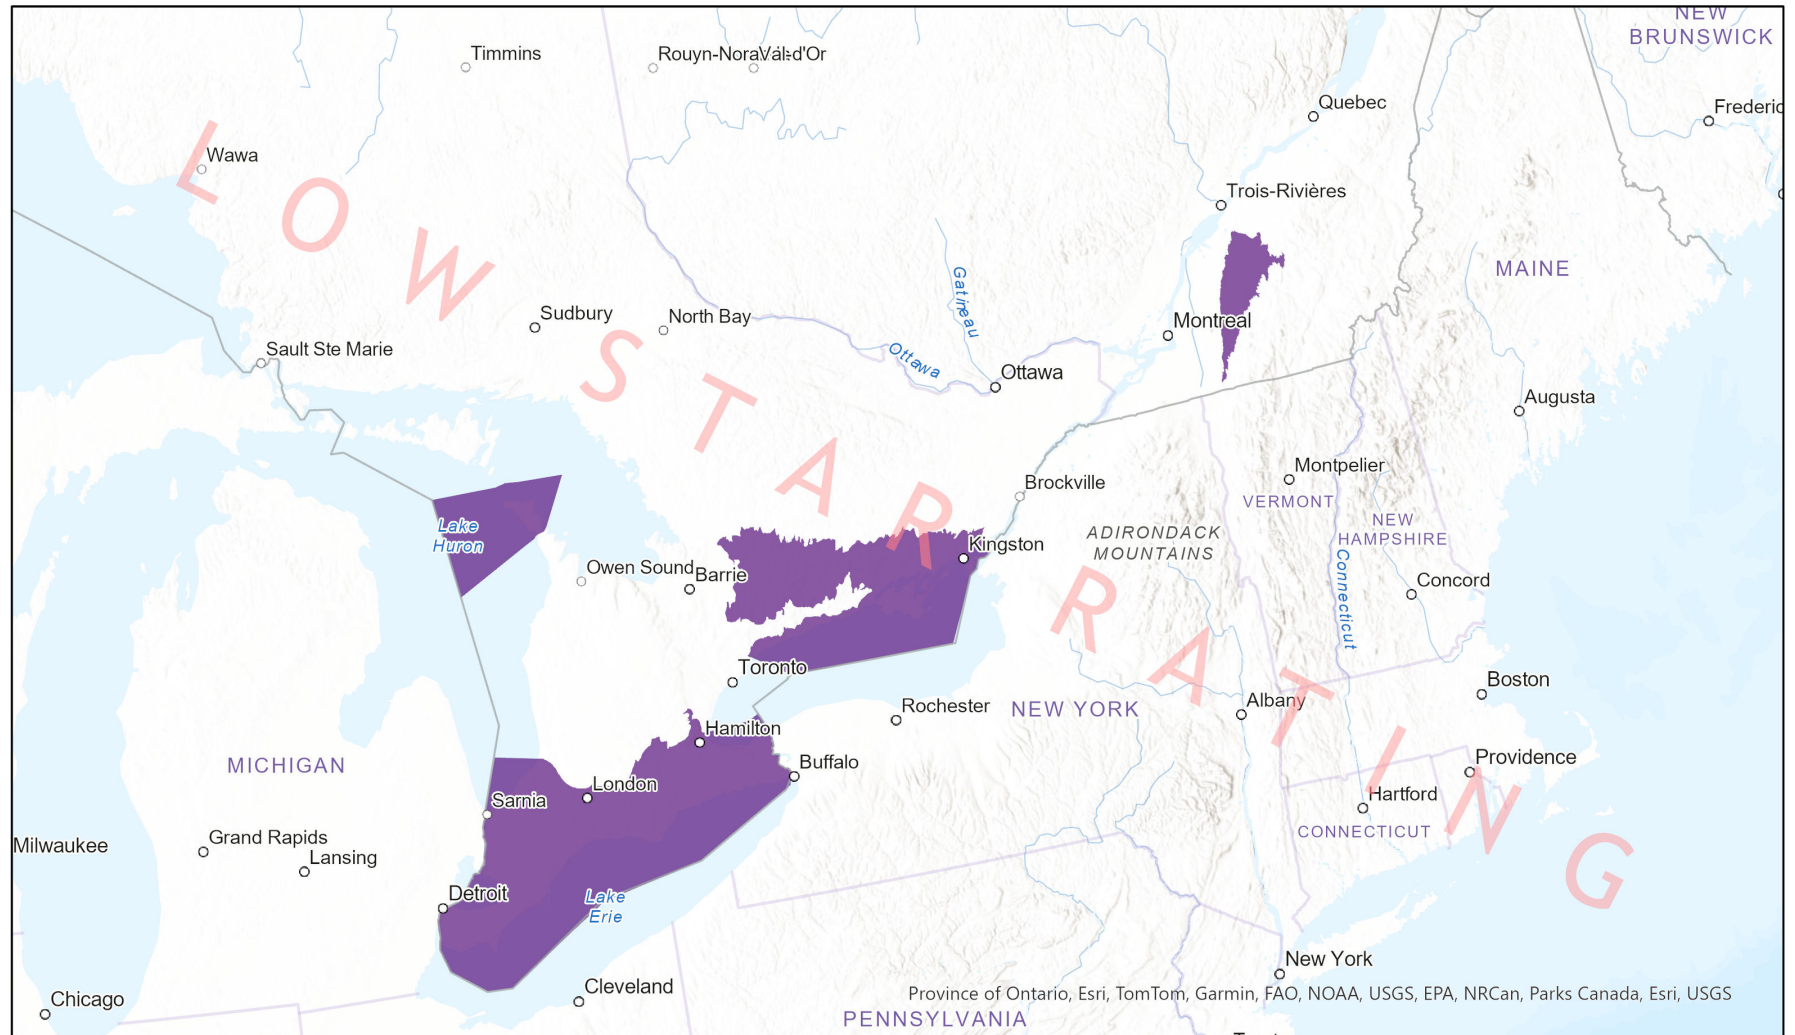 NEW
BRUNSWICK
Timmins
Rouyn-Nora
Val-d'Or
Quebec
Frederic
Wawa
Trois-Rivières
MAINE
Gatineau
Sudbury
North Bay
Montreal
Sault Ste Marie
Ottawa
Ottawa
Augusta
Montpelier
Brockville
VERMONT
NEW
HAMPSHIRE
Lake
Huron
ADIRONDACK
MOUNTAINS
Kingston
Owen Sound
Barrie
Concord
Connecticut
Toronto
Boston
Albany
Rochester
NEW YORK
Hamilton
MICHIGAN
Buffalo
Providence
London
Hartford
Sarnia
CONNECTICUT
Grand Rapids
Milwaukee
Lansing
Detroit
Lake
Erie
New York
Cleveland
Chicago
PENNSYLVANIA
LOW STAR RATING
Province of Ontario, Esri, TomTom, Garmin, FAO, NOAA, USGS, EPA, NRCan, Parks Canada, Esri, USGS